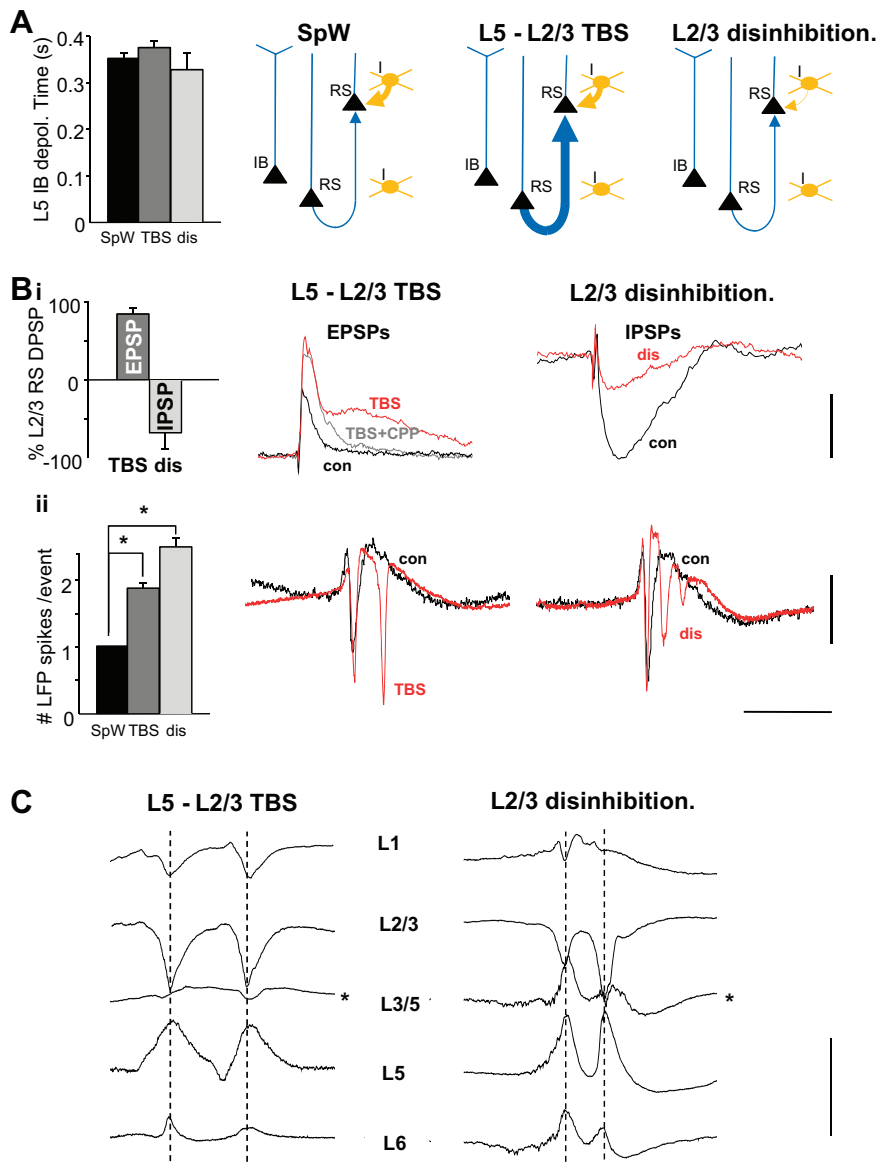 A
L5 IB depol. Time (s)
0.4
0.3
0.2
0.1
0
SpW TBS dis
SpW
I
RS
IB
RS
I
L5 - L2/3 TBS
I
RS
IB
RS
I
L2/3 disinhibition.
I
RS
IB
RS
I
B i
% L2/3 RS DPSP
100
0
-100
EPSP
IPSP
TBS dis
L5 - L2/3 TBS
EPSPs
TBS
TBS+CPP
con
L2/3 disinhibition.
IPSPs
dis
con
ii
# LFP spikes /event
2
1
0
*
*
SpW TBS dis
con
TBS
con
dis
C
L5 - L2/3 TBS
L2/3 disinhibition.
L1
L2/3
* L3/5 *
L5
L6